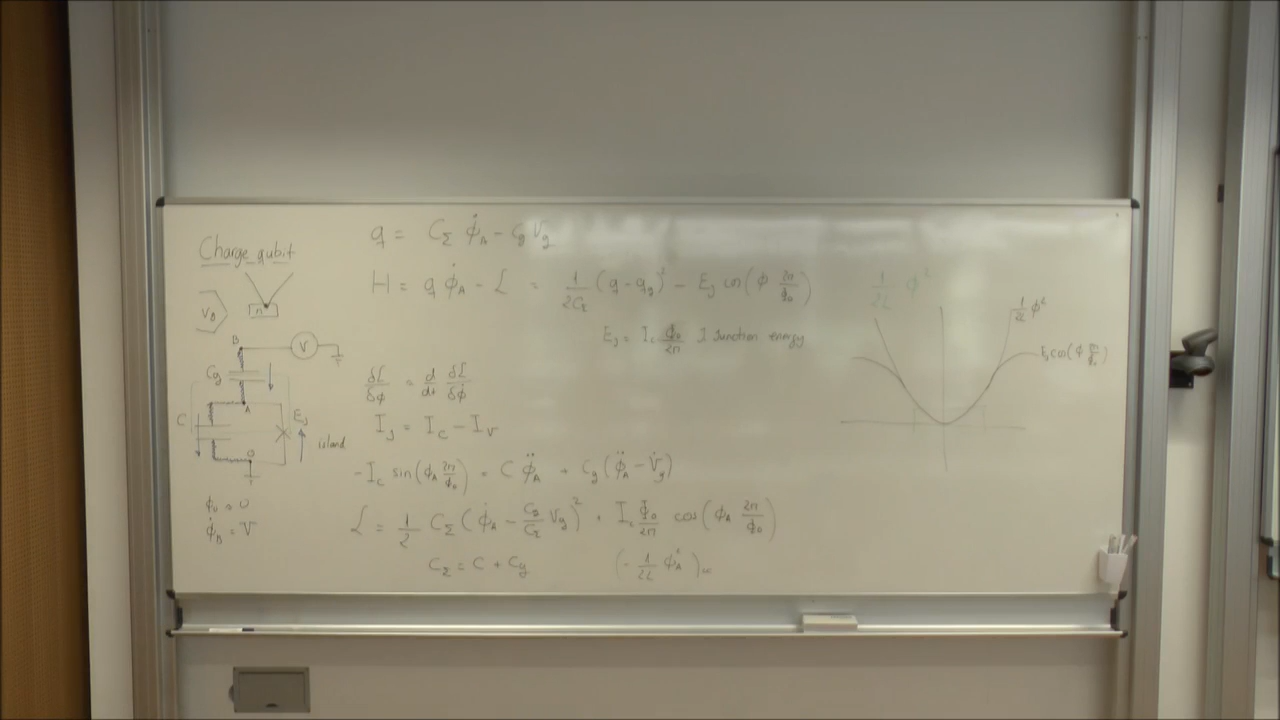 Charge qubit
V_g
"n"
B
V
C_g
A
C
E_J
island
0
ϕ_0 = 0
ϕ̇_B = "V"
q = C_Σ ϕ̇_A - C_g V_g
H = q ϕ̇_A - ℒ = 1/2C_Σ (q - q_g)² - E_J cos(ϕ 2π/ϕ_0)
E_J = I_c ϕ_0/2π J. Junction energy
δℒ/δϕ = d/dt δℒ/δϕ̇
I_J = I_C - I_V
-I_c sin(ϕ_A 2π/ϕ_0) = C ϕ̈_A + C_g (ϕ̈_A - V̇_g)
ℒ = 1/2 C_Σ (ϕ̇_A - C_g/C_Σ V_g)² + I_c Φ_0/2π cos(ϕ_A 2π/ϕ_0)
C_Σ = C + C_g (- 1/2L ϕ_A²)
1/2L ϕ²
1/2L ϕ²
E_J cos(ϕ 2π/ϕ_0)